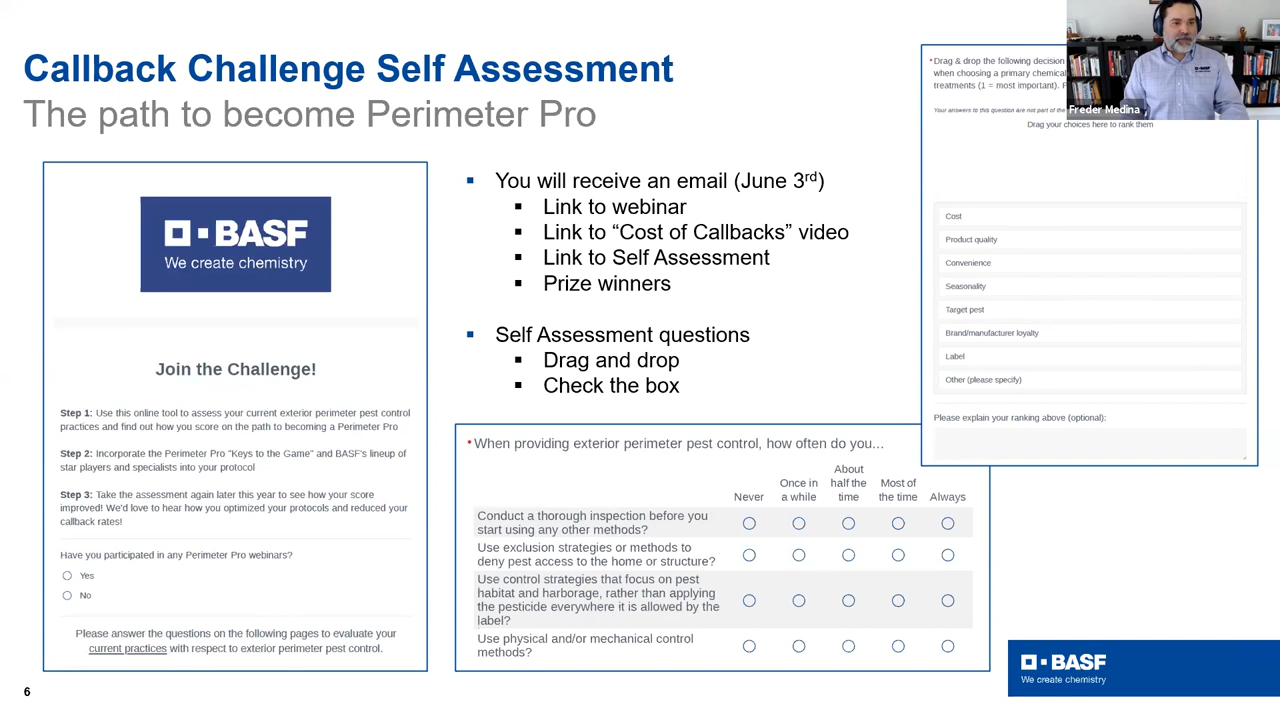 Callback Challenge Self Assessment
The path to become Perimeter Pro
BASF
We create chemistry
Join the Challenge!
Step 1: Use this online tool to assess your current exterior perimeter pest control
practices and find out how you score on the path to becoming a Perimeter Pro
Step 2: Incorporate the Perimeter Pro "Keys to the Game" and BASF's lineup of
star players and specialists into your protocol
Step 3: Take the assessment again later this year to see how your score
improved! We'd love to hear how you optimized your protocols and reduced your
callback rates!
Have you participated in any Perimeter Pro webinars?
Yes
No
Please answer the questions on the following pages to evaluate your
current practices with respect to exterior perimeter pest control.
You will receive an email (June 3rd)
Link to webinar
Link to “Cost of Callbacks” video
Link to Self Assessment
Prize winners
Self Assessment questions
Drag and drop
Check the box
*When providing exterior perimeter pest control, how often do you...
Never
Once in
a while
About
half the
time
Most of
the time
Always
Conduct a thorough inspection before you
start using any other methods?
Use exclusion strategies or methods to
deny pest access to the home or structure?
Use control strategies that focus on pest
habitat and harborage, rather than applying
the pesticide everywhere it is allowed by the
label?
Use physical and/or mechanical control
methods?
*Drag & drop the following decision
when choosing a primary chemica
treatments (1 = most important). F
Your answers to this question are not part of the
Drag your choices here to rank them
Cost
Product quality
Convenience
Seasonality
Target pest
Brand/manufacturer loyalty
Label
Other (please specify)
Please explain your ranking above (optional):
BASF
Freder Medina
BASF
We create chemistry
6